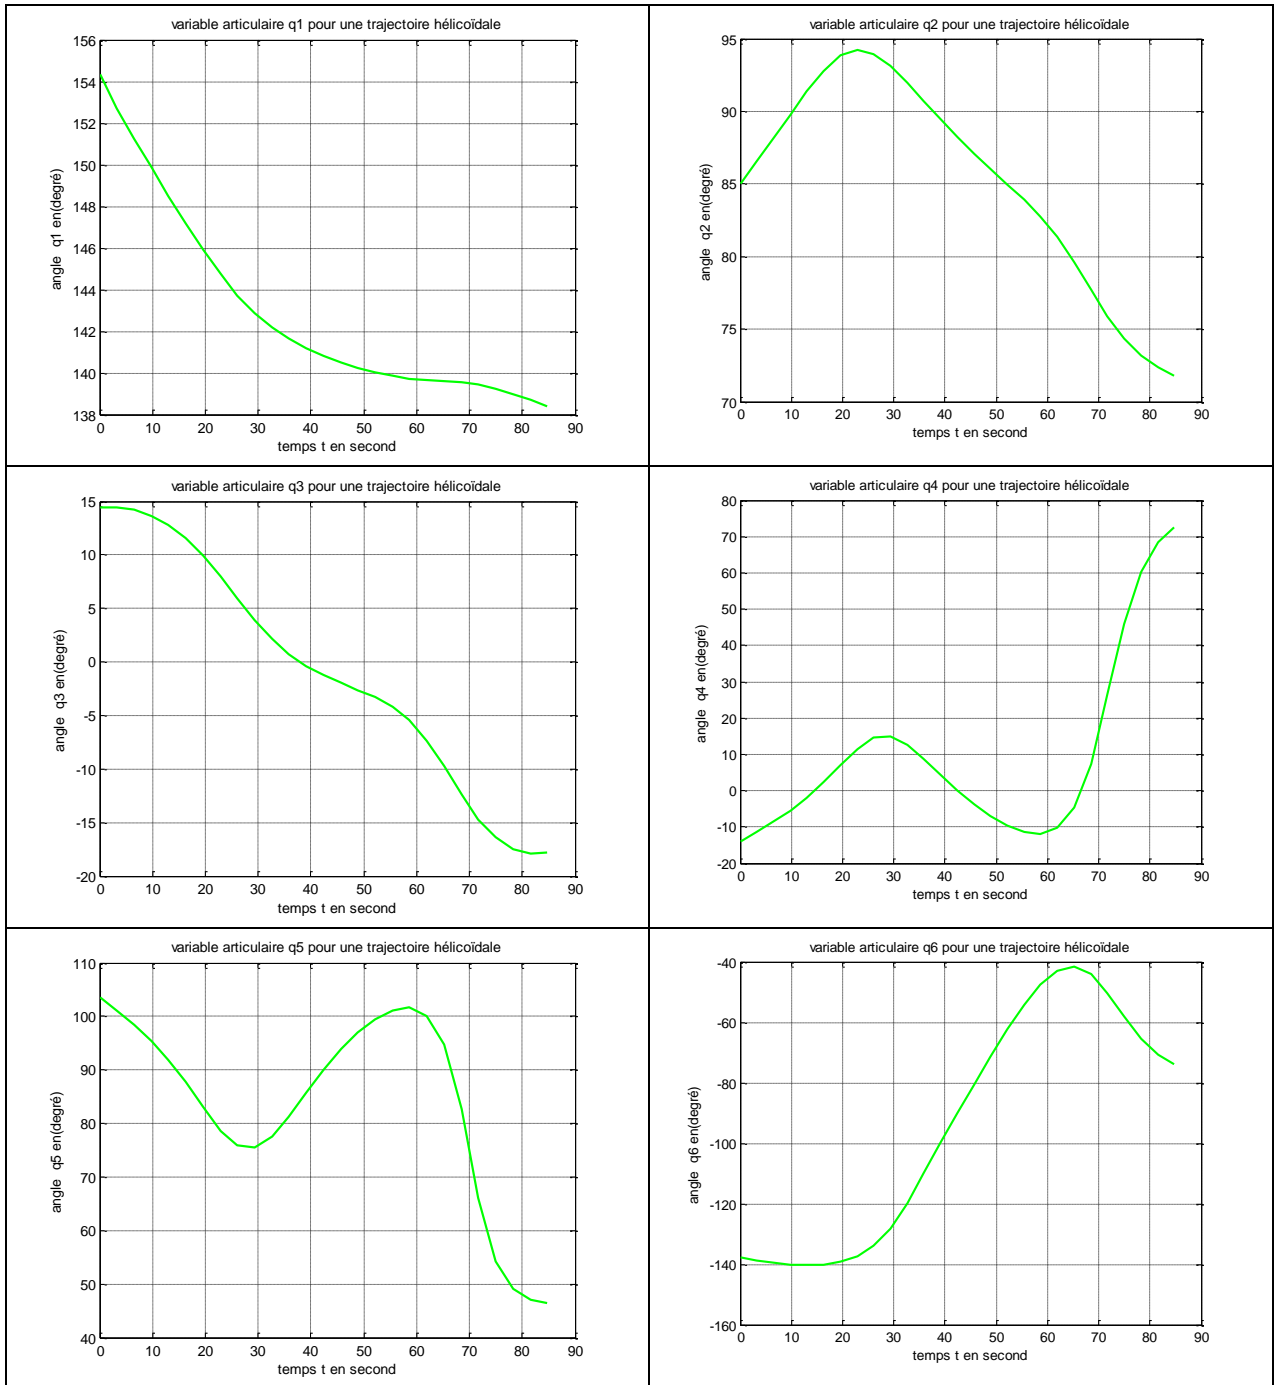 variable articulaire q1 pour une trajectoire hélicoïdale
156
154
152
150
148
146
144
142
140
138
angle q1 en(degré)
0 10 20 30 40 50 60 70 80 90
temps t en second
variable articulaire q2 pour une trajectoire hélicoïdale
95
90
85
80
75
70
angle q2 en(degré)
0 10 20 30 40 50 60 70 80 90
temps t en second
variable articulaire q3 pour une trajectoire hélicoïdale
15
10
5
0
-5
-10
-15
-20
angle q3 en(degré)
0 10 20 30 40 50 60 70 80 90
temps t en second
variable articulaire q4 pour une trajectoire hélicoïdale
80
70
60
50
40
30
20
10
0
-10
-20
angle q4 en(degré)
0 10 20 30 40 50 60 70 80 90
temps t en second
variable articulaire q5 pour une trajectoire hélicoïdale
110
100
90
80
70
60
50
40
angle q5 en(degré)
0 10 20 30 40 50 60 70 80 90
temps t en second
variable articulaire q6 pour une trajectoire hélicoïdale
-40
-60
-80
-100
-120
-140
-160
angle q6 en(degré)
0 10 20 30 40 50 60 70 80 90
temps t en second